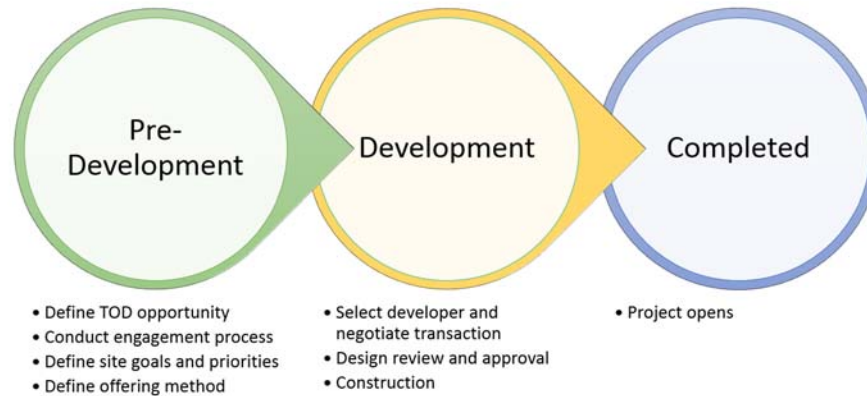 Pre-
Development
• Define TOD opportunity
• Conduct engagement process
• Define site goals and priorities
• Define offering method
Development
• Select developer and
negotiate transaction
• Design review and approval
• Construction
Completed
• Project opens